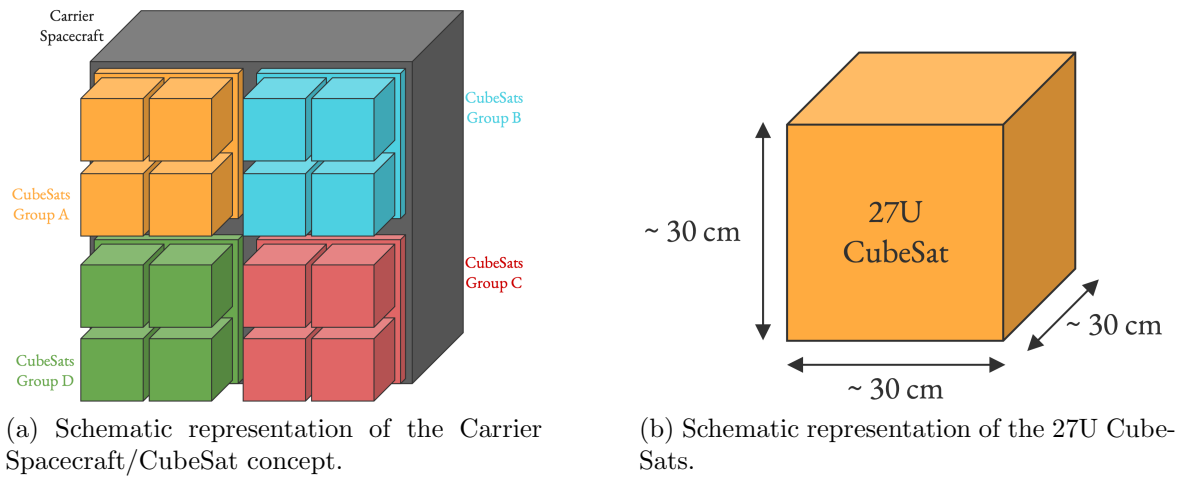 Carrier
Spacecraft
CubeSats
Group B
CubeSats
Group A
CubeSats
Group C
CubeSats
Group D
(a) Schematic representation of the Carrier
Spacecraft/CubeSat concept.
27U
CubeSat
~ 30 cm
~ 30 cm
~ 30 cm
(b) Schematic representation of the 27U Cube-
Sats.